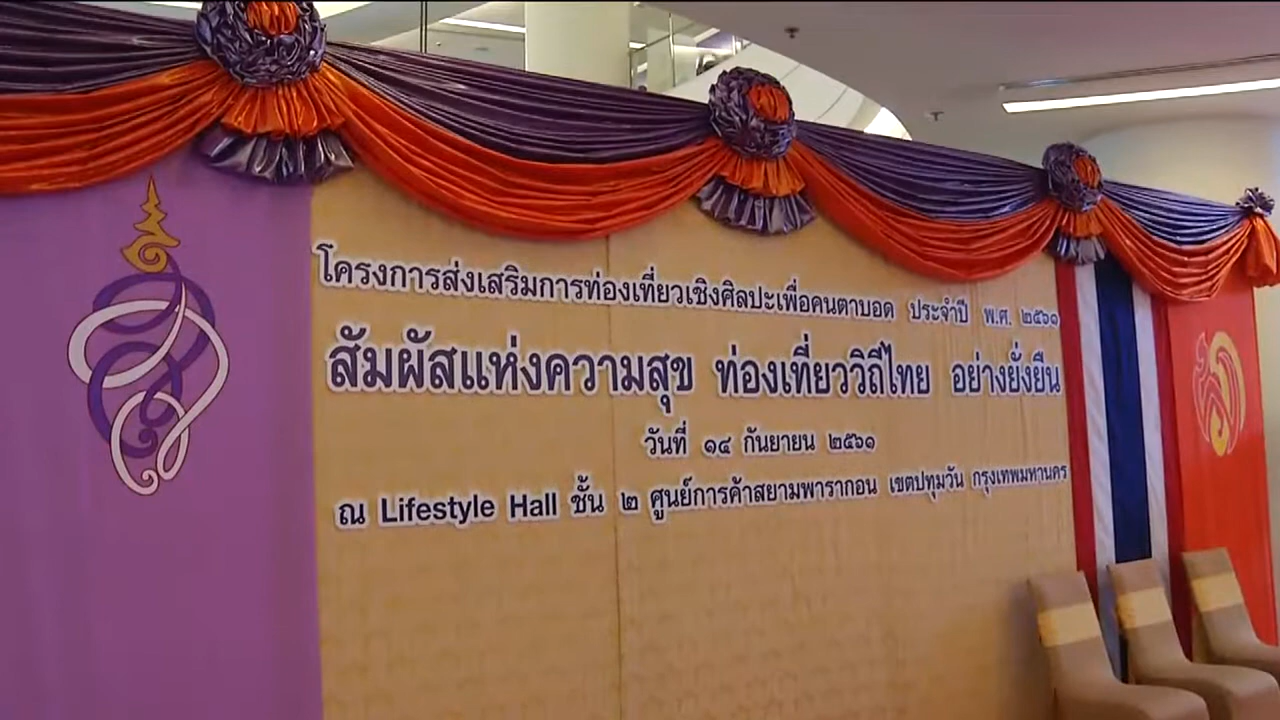 โครงการส่งเสริมการท่องเที่ยวเชิงศิลปะเพื่อคนตาบอด ประจำปี พ.ศ. ๒๕๖๑
สัมผัสแห่งความสุข ท่องเที่ยววิถีไทย อย่างยั่งยืน
วันที่ ๑๔ กันยายน ๒๕๖๑
ณ Lifestyle Hall ชั้น ๒ ศูนย์การค้าสยามพารากอน เขตปทุมวัน กรุงเทพมหานคร